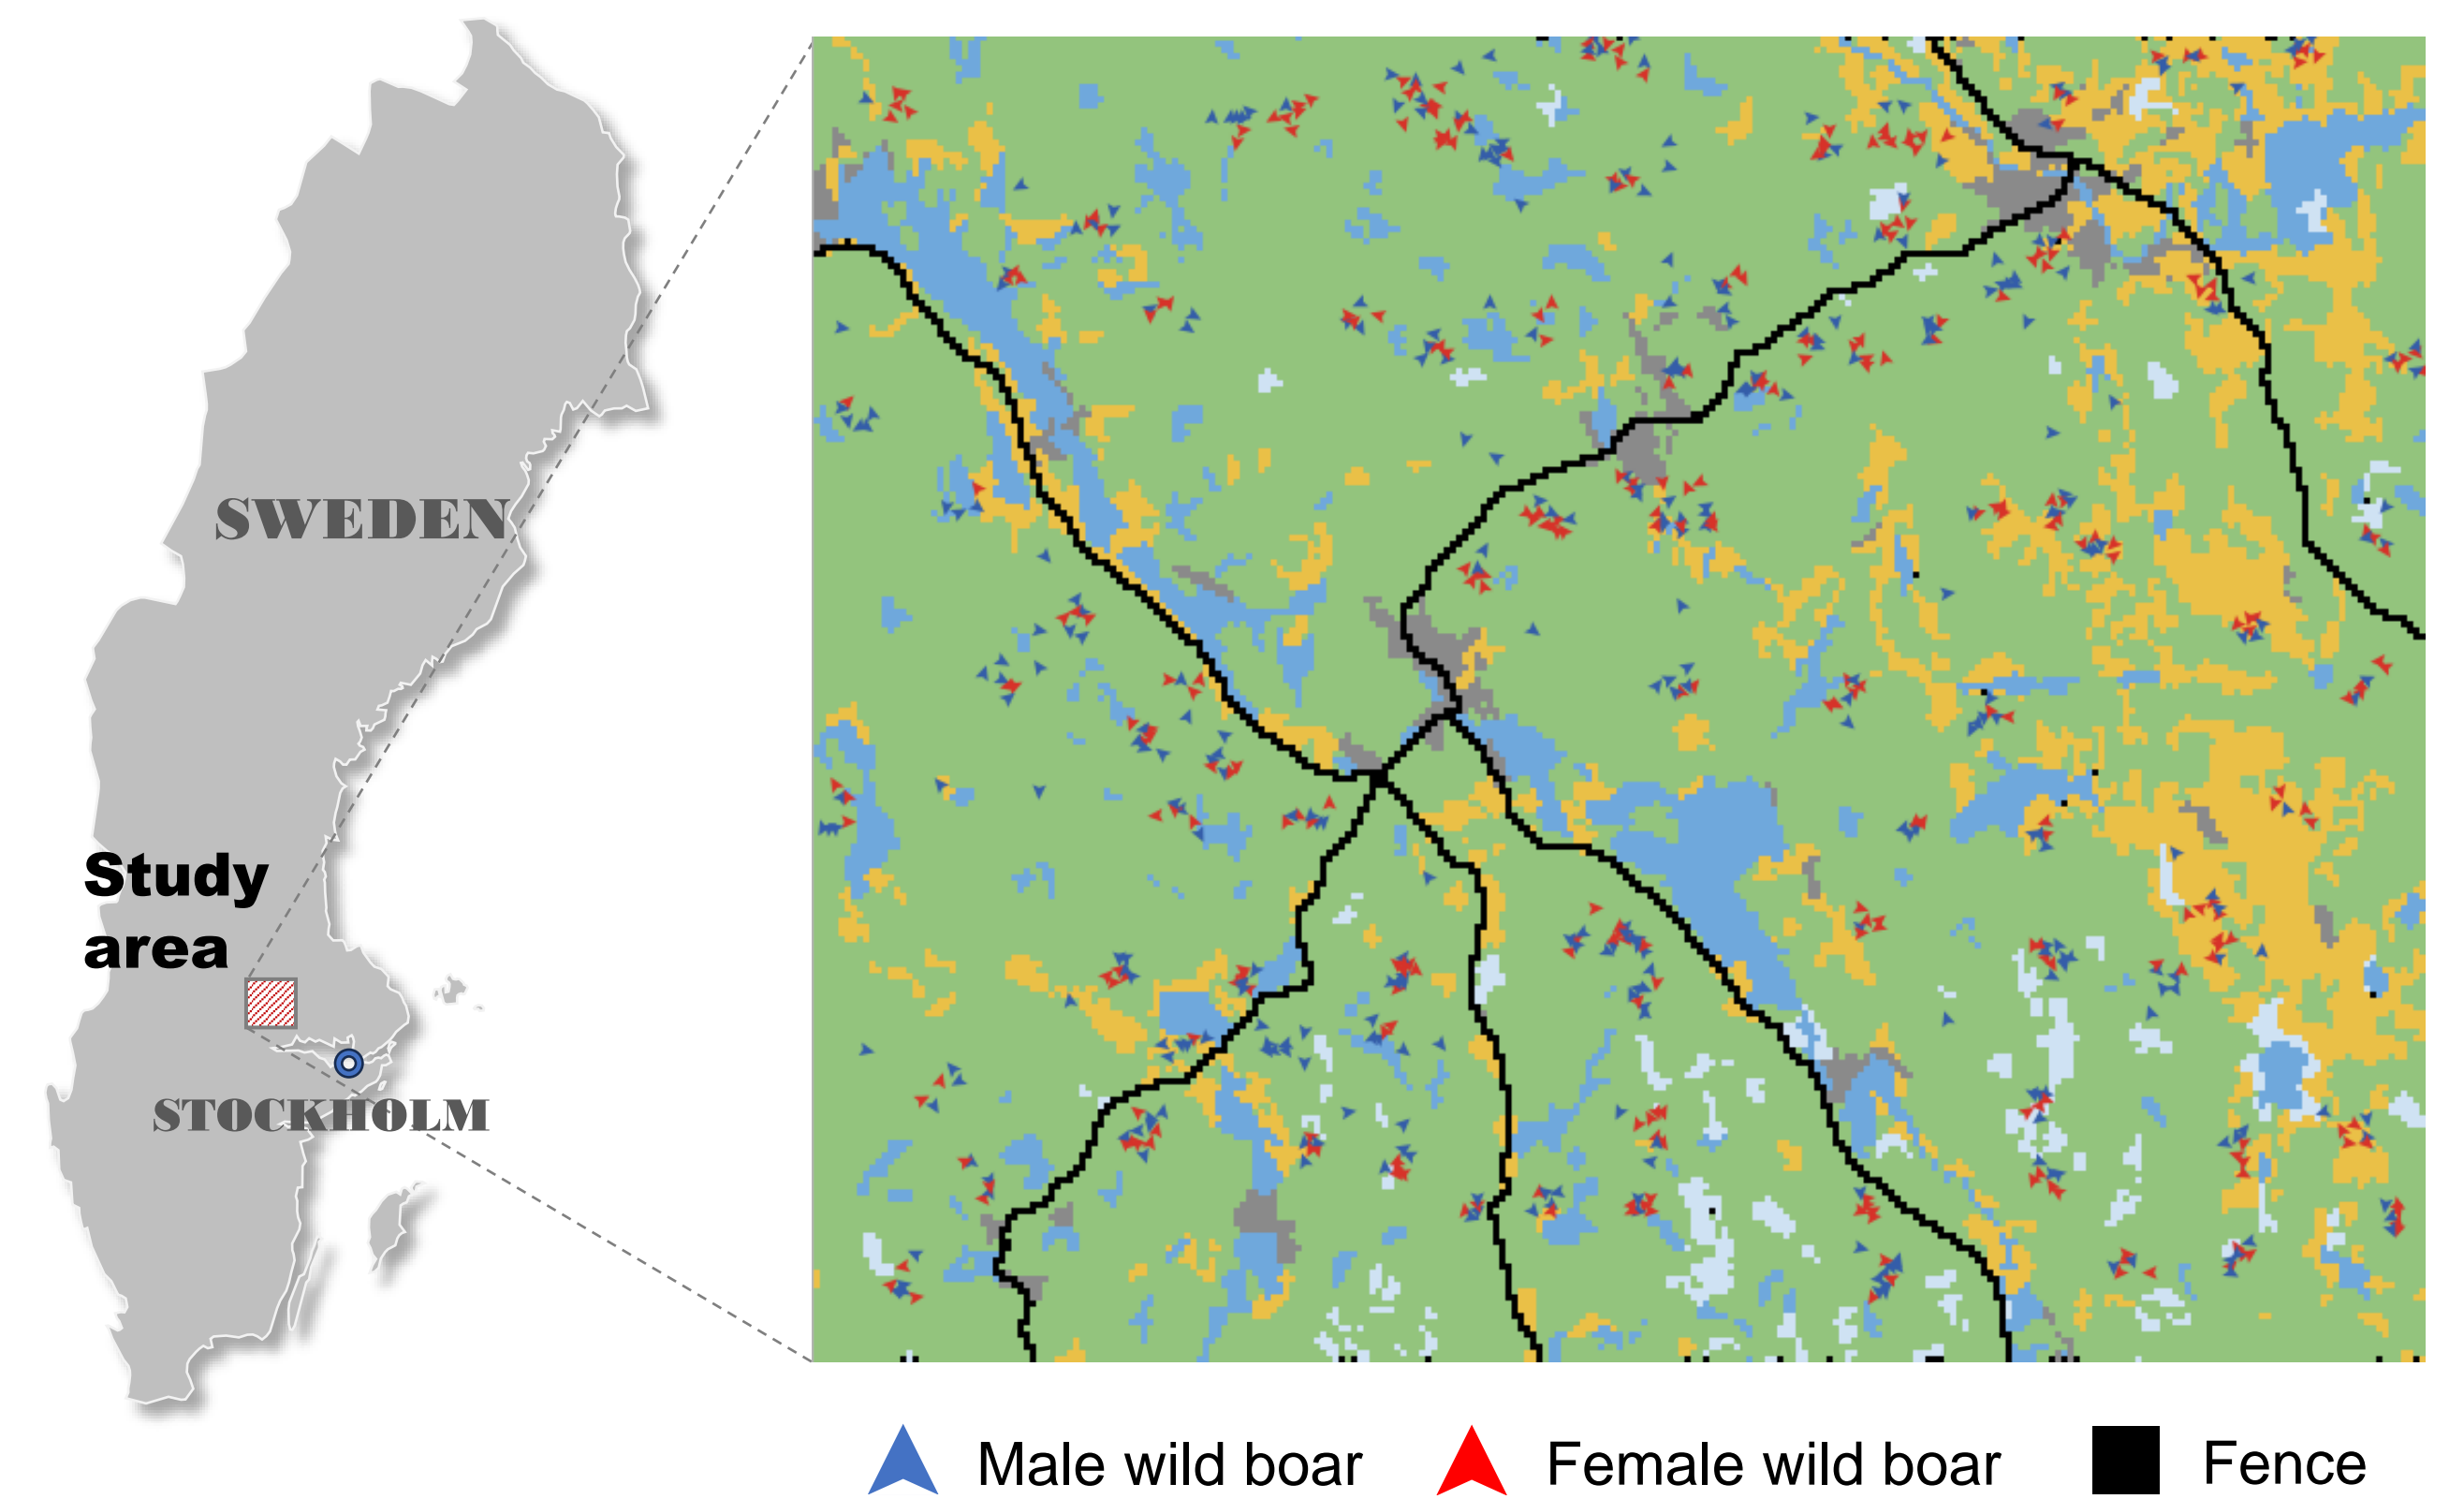 SWEDEN
Study
area
STOCKHOLM
Male wild boar
Female wild boar
Fence